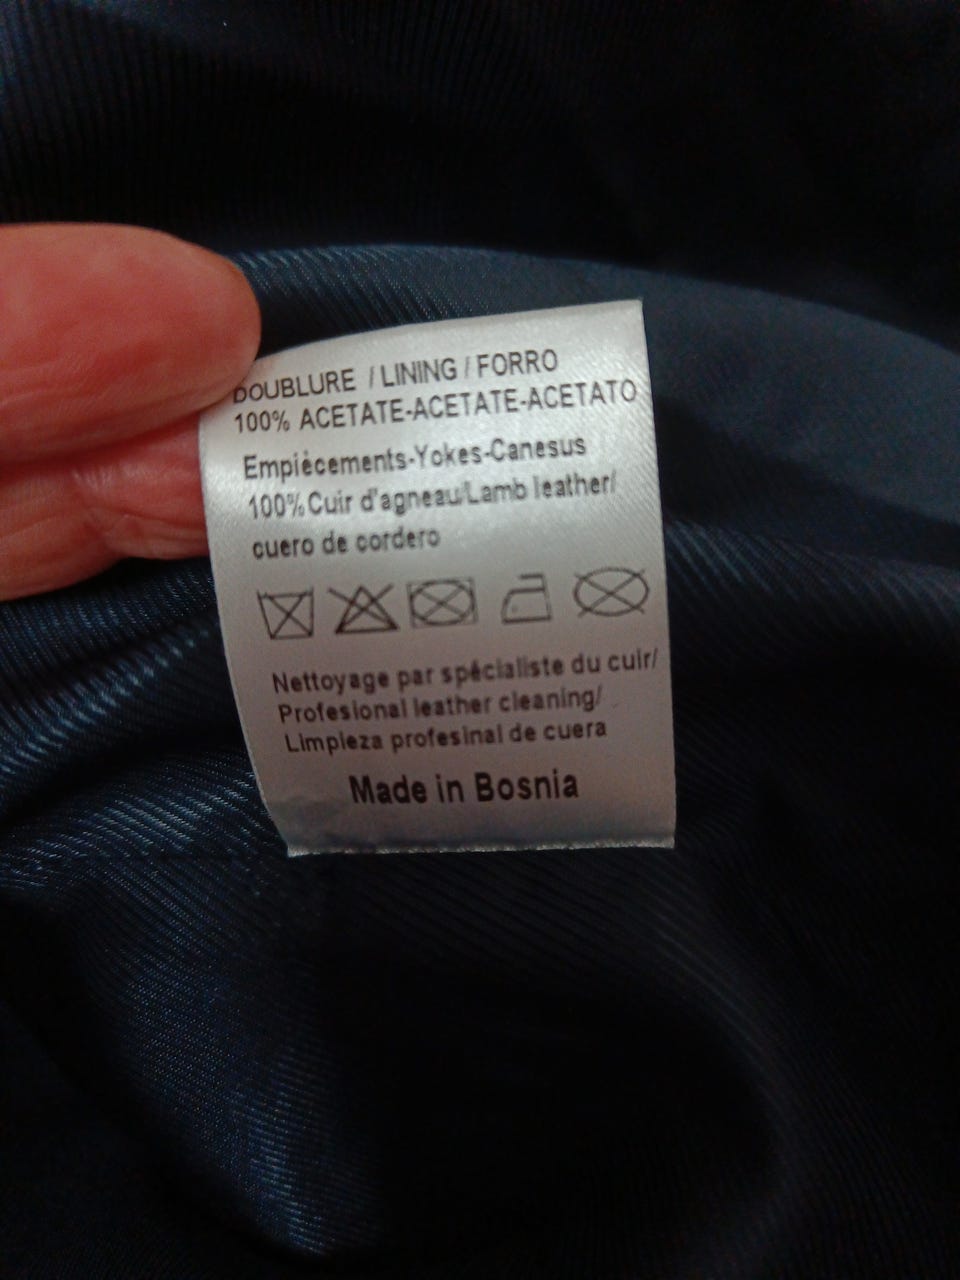 DOUBLURE / LINING / FORRO
100% ACETATE-ACETATE-ACETATO
Empiècements-Yokes-Canesus
100%Cuir d'agneau/Lamb leather/
cuero de cordero
Nettoyage par spécialiste du cuir/
Profesional leather cleaning/
Limpieza profesinal de cuera
Made in Bosnia